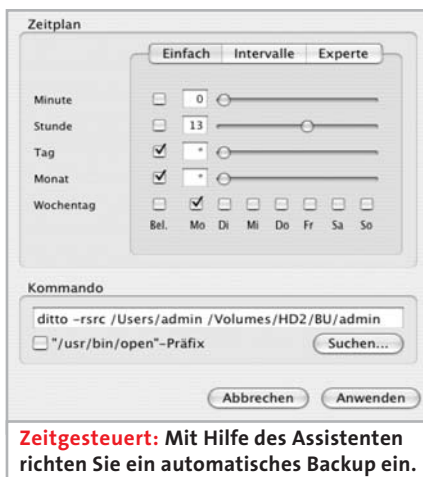 Zeitplan
Einfach Intervalle Experte
Minute 0
Stunde 13
Tag *
Monat *
Wochentag
Bel. Mo Di Mi Do Fr Sa So
Kommando
ditto -rsrc /Users/admin /Volumes/HD2/BU/admin
"/usr/bin/open"-Präfix Suchen...
Abbrechen Anwenden
Zeitgesteuert: Mit Hilfe des Assistenten
richten Sie ein automatisches Backup ein.